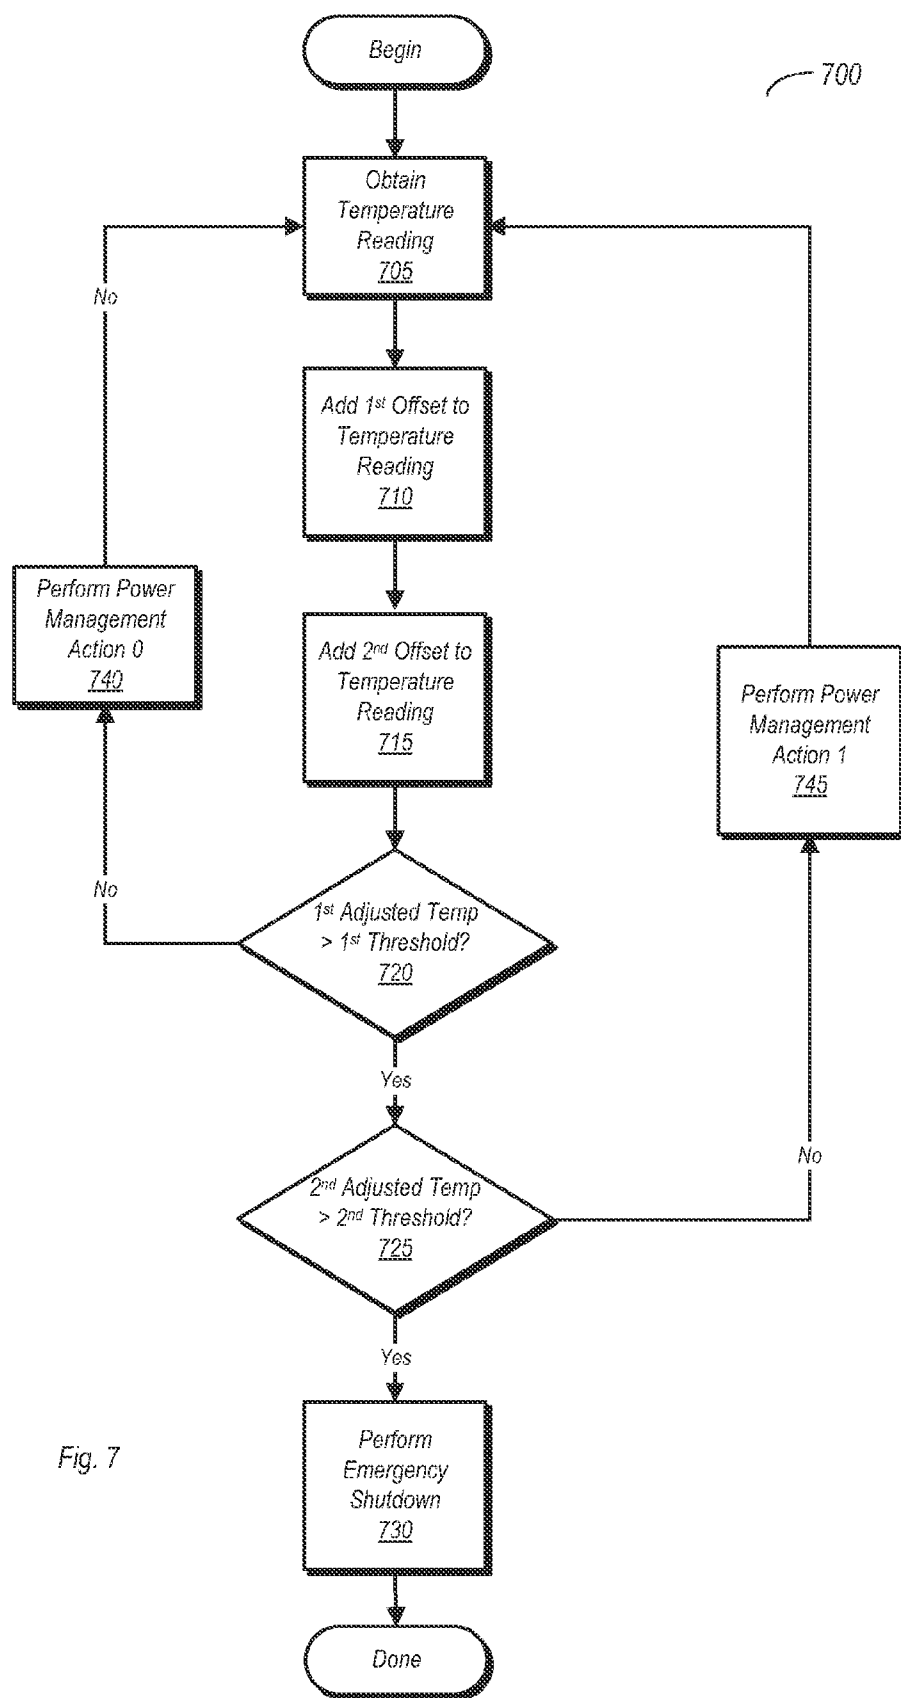 Begin
700
Obtain
Temperature
Reading
705
No
Add 1st Offset to
Temperature
Reading
710
Perform Power
Management
Action 0
740
Add 2nd Offset to
Temperature
Reading
715
Perform Power
Management
Action 1
745
No
1st Adjusted Temp
> 1st Threshold?
720
Yes
2nd Adjusted Temp
> 2nd Threshold?
725
No
Yes
Perform
Emergency
Shutdown
730
Fig. 7
Done